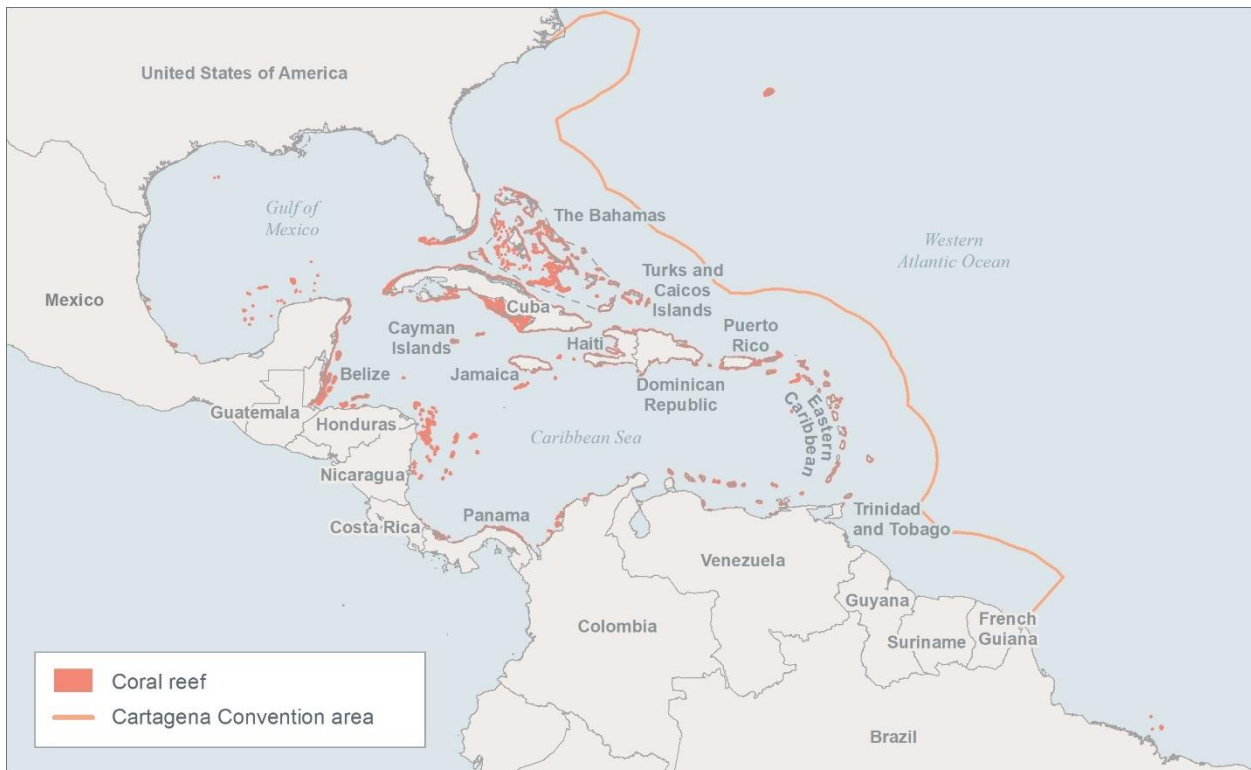 United States of America
Gulf of
Mexico
The Bahamas
Western
Atlantic Ocean
Mexico
Turks and
Caicos
Islands
Cuba
Cayman
Islands
Haiti
Puerto
Rico
Belize
Jamaica
Dominican
Republic
Guatemala
Honduras
Caribbean Sea
Eastern
Caribbean
Nicaragua
Costa Rica
Panama
Trinidad
and Tobago
Venezuela
Guyana
Colombia
Suriname
French
Guiana
Brazil
Coral reef
Cartagena Convention area